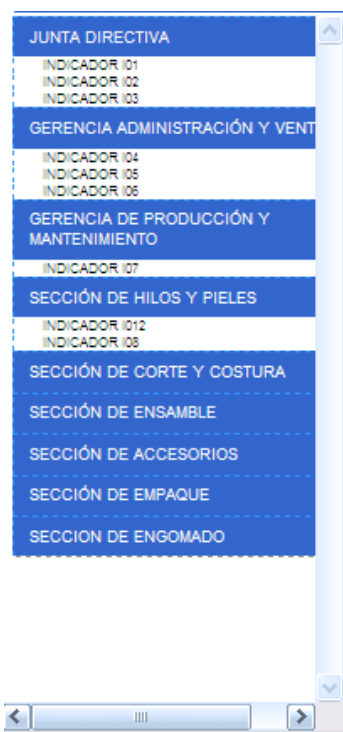 JUNTA DIRECTIVA
INDICADOR I01
INDICADOR I02
INDICADOR I03
GERENCIA ADMINISTRACIÓN Y VENT
INDICADOR I04
INDICADOR I05
INDICADOR I06
GERENCIA DE PRODUCCIÓN Y
MANTENIMIENTO
INDICADOR I07
SECCIÓN DE HILOS Y PIELES
INDICADOR I012
INDICADOR I08
SECCIÓN DE CORTE Y COSTURA
SECCIÓN DE ENSAMBLE
SECCIÓN DE ACCESORIOS
SECCIÓN DE EMPAQUE
SECCION DE ENGOMADO